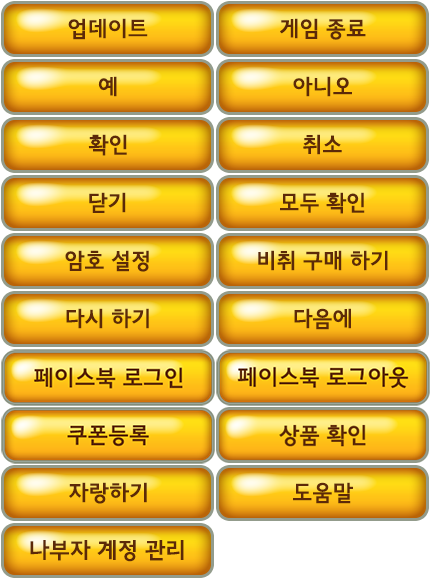 업데이트
게임 종료
예
아니오
확인
취소
닫기
모두 확인
암호 설정
비취 구매 하기
다시 하기
다음에
페이스북 로그인
페이스북 로그아웃
쿠폰등록
상품 확인
자랑하기
도움말
나부자 계정 관리